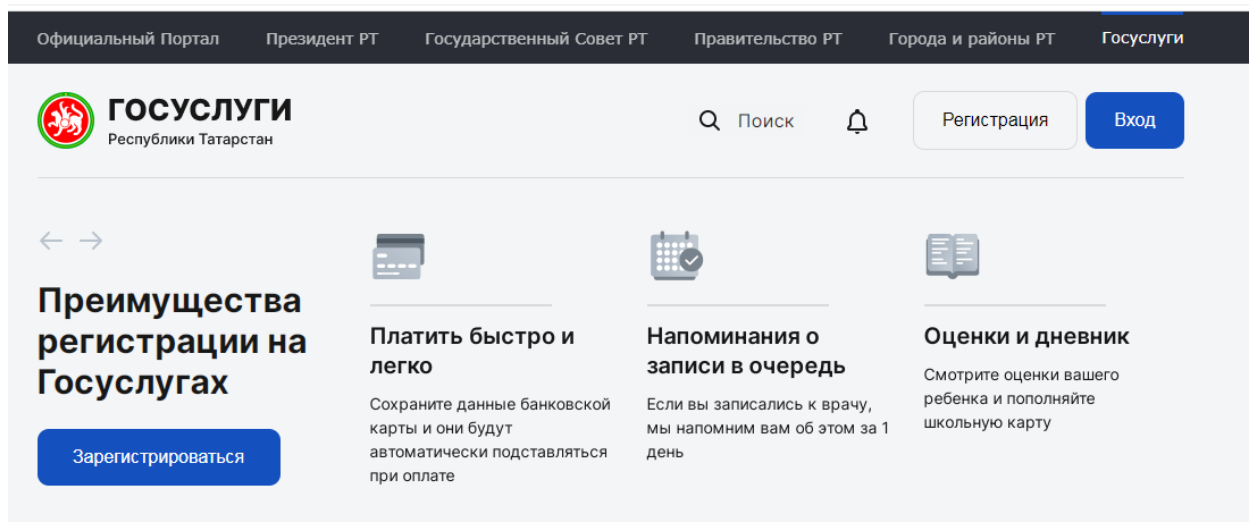 Официальный Портал Президент РТ Государственный Совет РТ Правительство РТ Города и районы РТ Госуслуги
ГОСУСЛУГИ
Республики Татарстан
Поиск Регистрация Вход
Преимущества
регистрации на
Госуслугах
Зарегистрироваться
Платить быстро и
легко
Сохраните данные банковской
карты и они будут
автоматически подставляться
при оплате
Напоминания о
записи в очередь
Если вы записались к врачу,
мы напомним вам об этом за 1
день
Оценки и дневник
Смотрите оценки вашего
ребенка и пополняйте
школьную карту